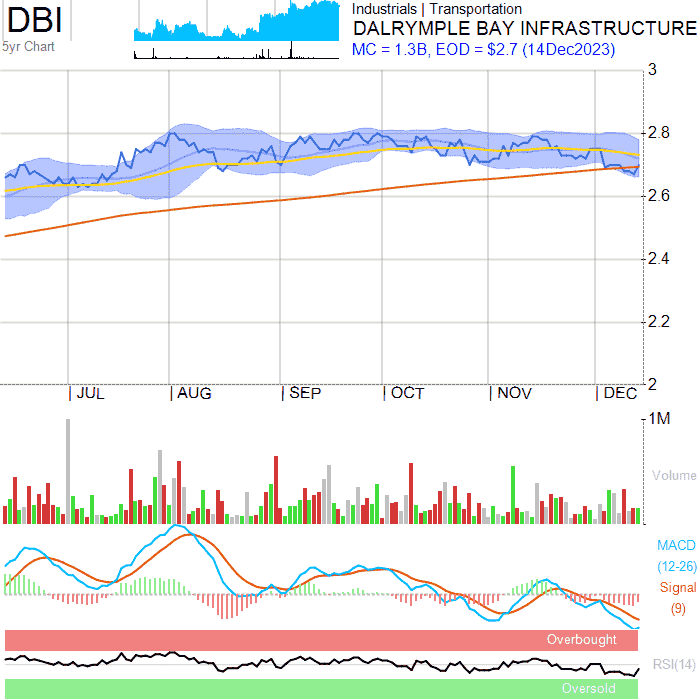 DBI
5yr Chart
Industrials | Transportation
DALRYMPLE BAY INFRASTRUCTURE
MC = 1.3B, EOD = $2.7 (14Dec2023)
3
2.8
2.6
2.4
2.2
2
| JUL | AUG | SEP | OCT | NOV | DEC
1M
Volume
MACD
(12-26)
Signal
(9)
Overbought
RSI(14)
Oversold